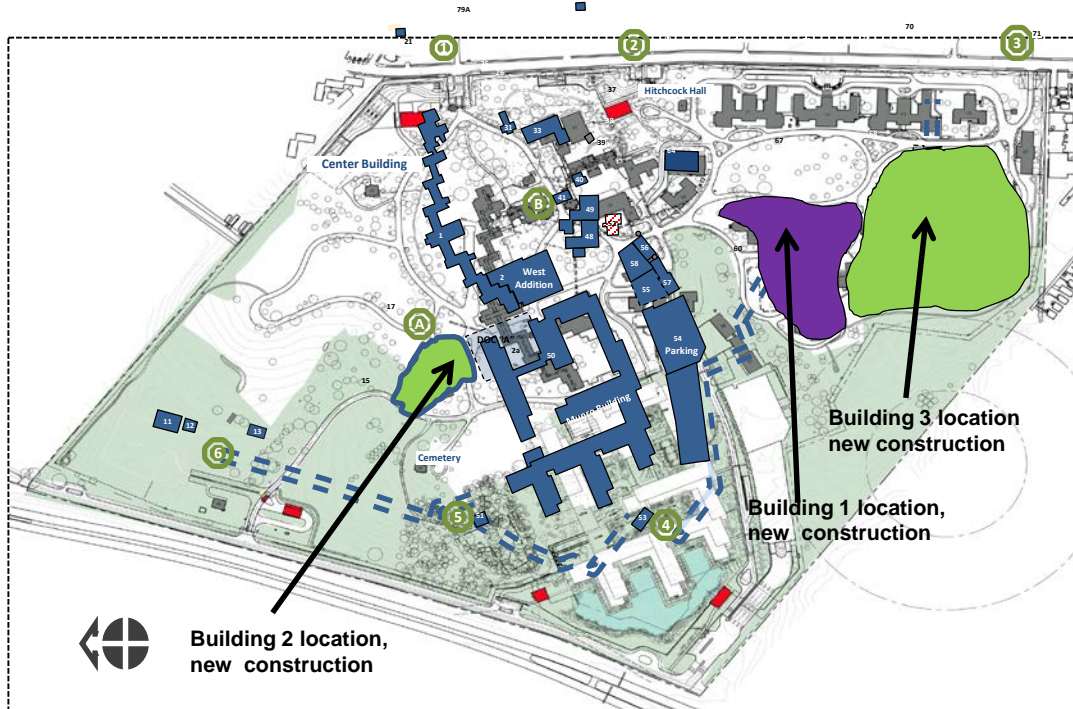 79A
70
71
21
1
2
3
37
Hitchcock Hall
31
33
39
67
54
Center Building
40
41
B
49
48
1
56
60
58
57
55
2
West
Addition
17
A
DOC "A"
2a
50
54
Parking
15
Munro Building
11
12
13
6
Cemetery
5
51
53
4
Building 3 location
new construction
Building 1 location,
new construction
Building 2 location,
new construction